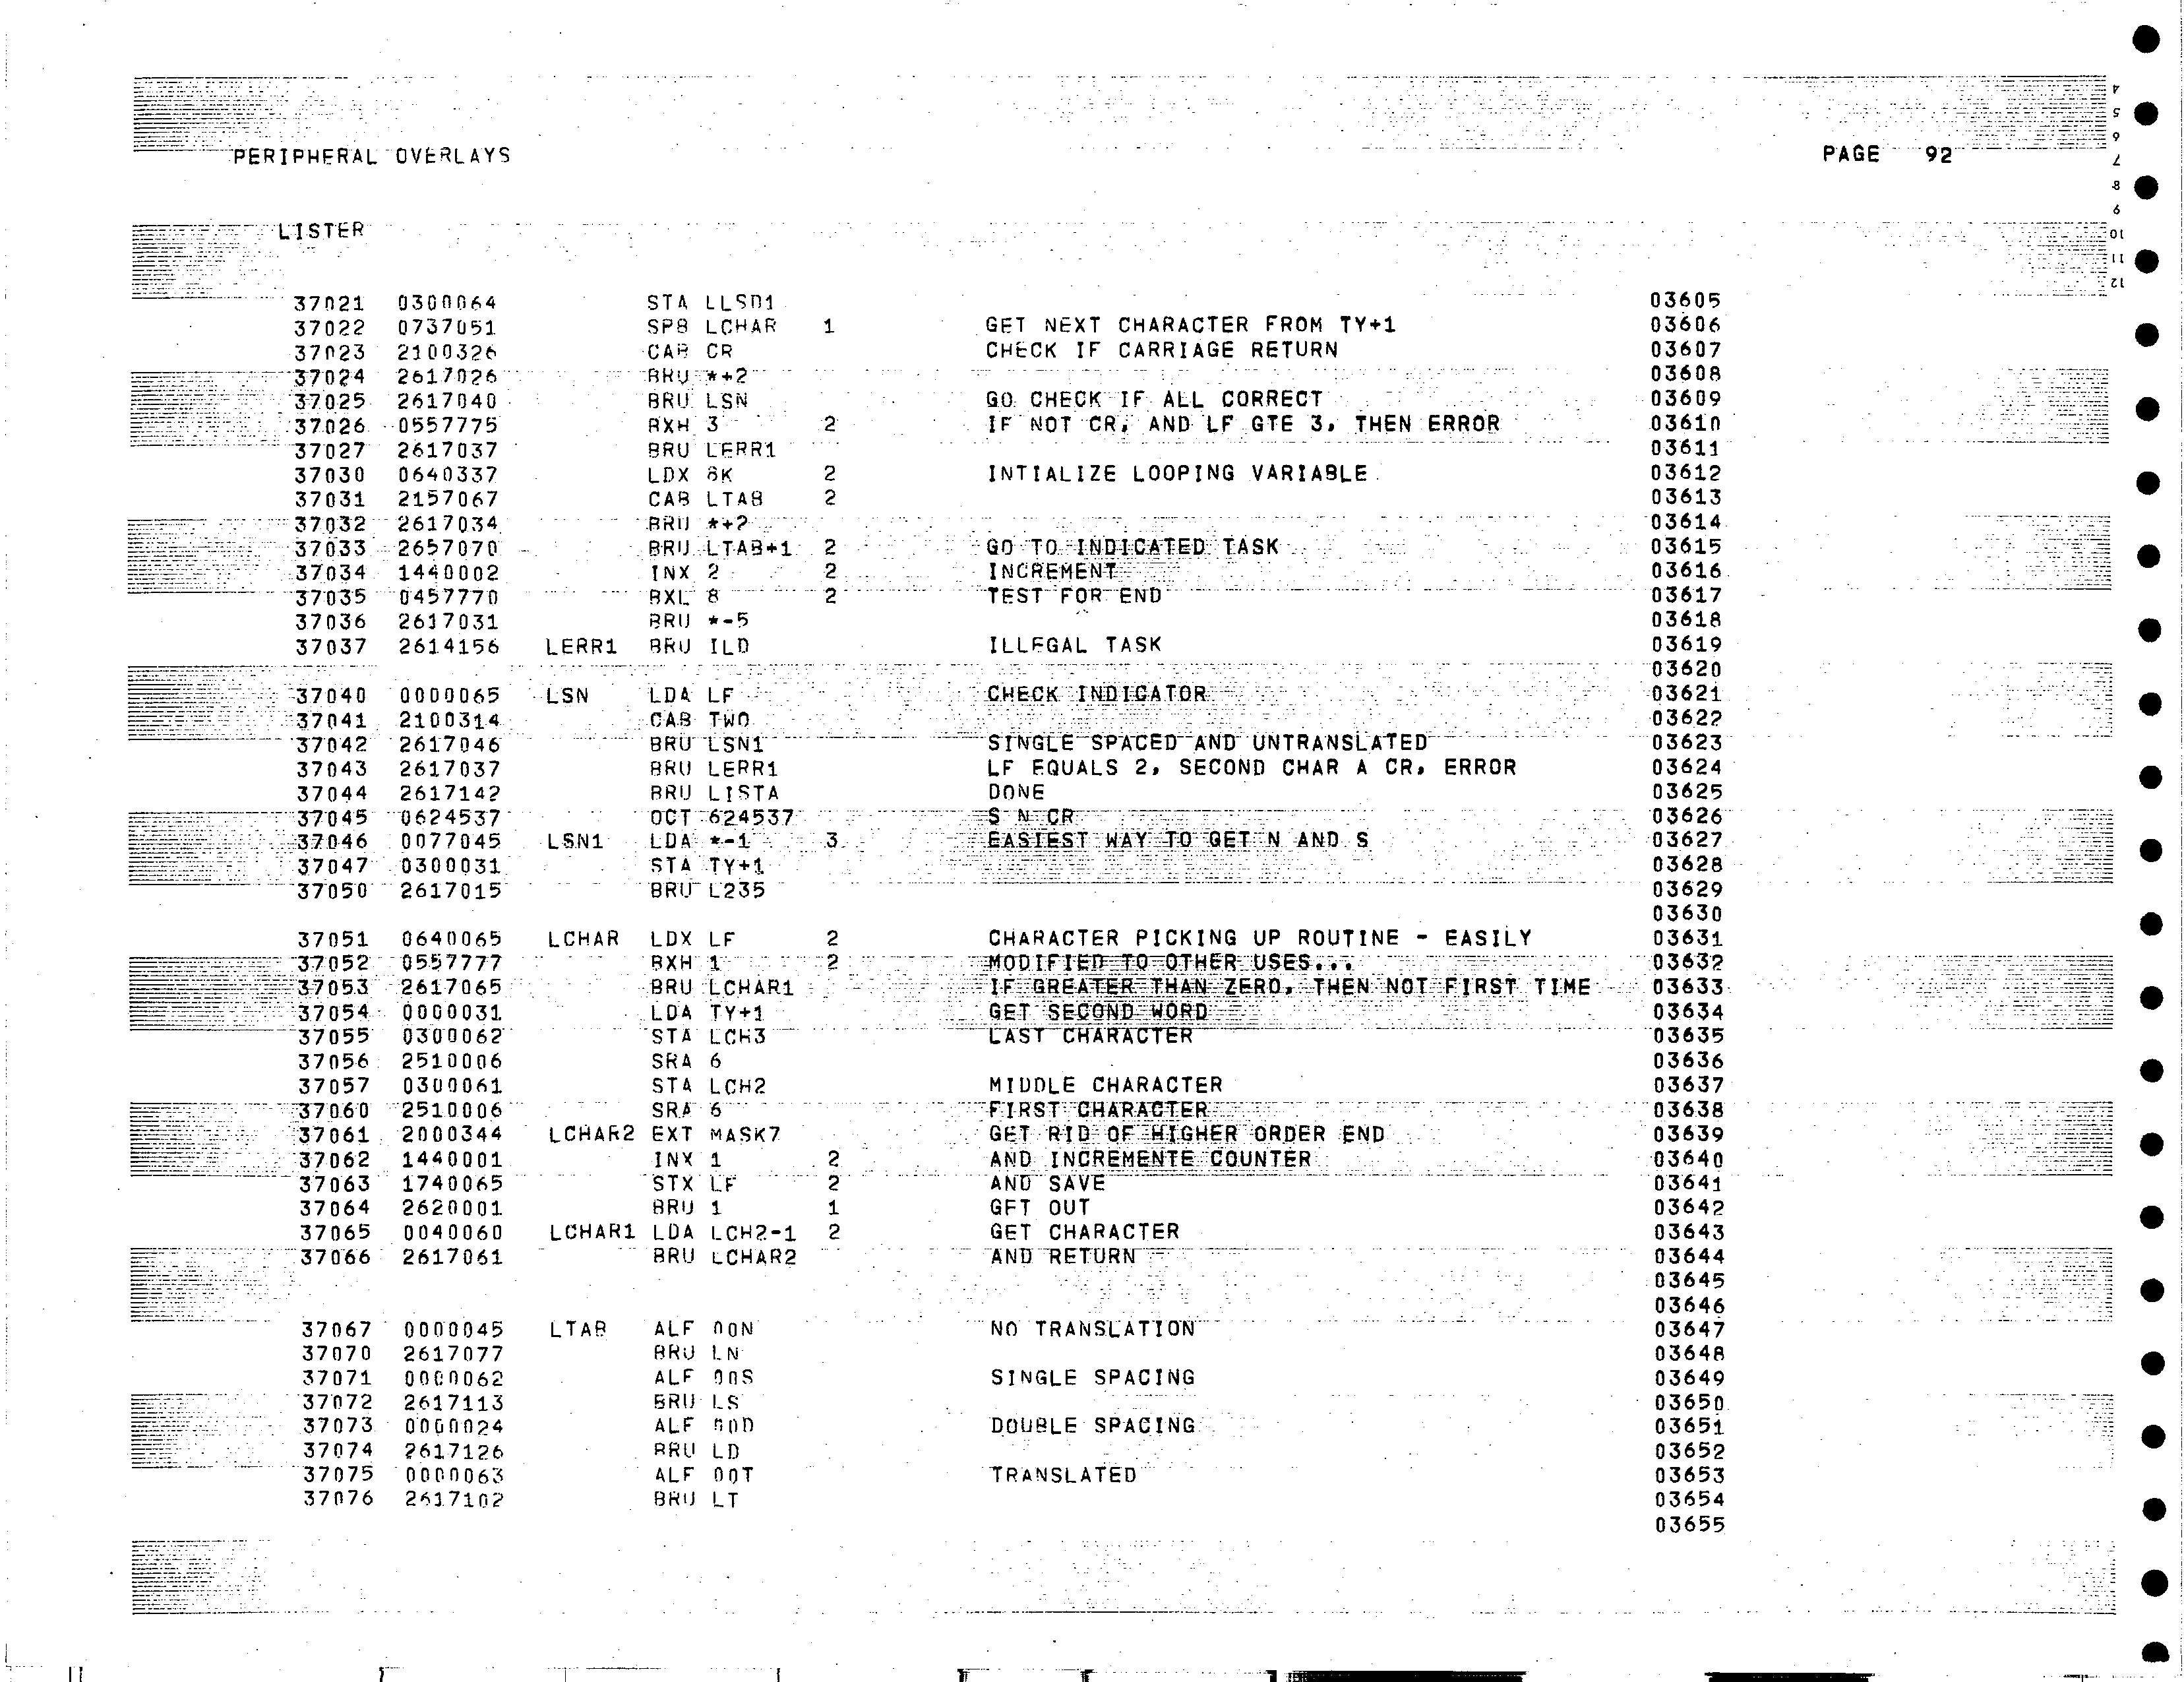 PERIPHERAL OVERLAYS PAGE 92
LISTER
37021 0300064 STA LLSD1 03605
37022 0737051 SPB LCHAR 1 GET NEXT CHARACTER FROM TY+1 03606
37023 2100326 CAB CR CHECK IF CARRIAGE RETURN 03607
37024 2617026 BRU *+2 03608
37025 2617040 BRU LSN GO CHECK IF ALL CORRECT 03609
37026 0557775 BXH 3 2 IF NOT CR, AND LF GTE 3, THEN ERROR 03610
37027 2617037 BRU LERR1 03611
37030 0640337 LDX 8K 2 INTIALIZE LOOPING VARIABLE 03612
37031 2157067 CAB LTAB 2 03613
37032 2617034 BRU *+2 03614
37033 2657070 BRU LTAB+1 2 GO TO INDICATED TASK 03615
37034 1440002 INX 2 2 INCREMENT 03616
37035 0457770 BXL 8 2 TEST FOR END 03617
37036 2617031 BRU *-5 03618
37037 2614156 LERR1 BRU ILD ILLEGAL TASK 03619
03620
37040 0000065 LSN LDA LF CHECK INDICATOR 03621
37041 2100314 CAB TWO 03622
37042 2617046 BRU LSN1 SINGLE SPACED AND UNTRANSLATED 03623
37043 2617037 BRU LERR1 LF EQUALS 2, SECOND CHAR A CR, ERROR 03624
37044 2617142 BRU LISTA DONE 03625
37045 0624537 OCT 624537 S N CR 03626
37046 0077045 LSN1 LDA *-1 3 EASIEST WAY TO GET N AND S 03627
37047 0300031 STA TY+1 03628
37050 2617015 BRU L235 03629
03630
37051 0640065 LCHAR LDX LF 2 CHARACTER PICKING UP ROUTINE - EASILY 03631
37052 0557777 BXH 1 2 MODIFIED TO OTHER USES... 03632
37053 2617065 BRU LCHAR1 IF GREATER THAN ZERO, THEN NOT FIRST TIME 03633
37054 0000031 LDA TY+1 GET SECOND WORD 03634
37055 0300062 STA LCH3 LAST CHARACTER 03635
37056 2510006 SRA 6 03636
37057 0300061 STA LCH2 MIDDLE CHARACTER 03637
37060 2510006 SRA 6 FIRST CHARACTER 03638
37061 2000344 LCHAR2 EXT MASK7 GET RID OF HIGHER ORDER END 03639
37062 1440001 INX 1 2 AND INCREMENTE COUNTER 03640
37063 1740065 STX LF 2 AND SAVE 03641
37064 2620001 BRU 1 1 GET OUT 03642
37065 0040060 LCHAR1 LDA LCH2-1 2 GET CHARACTER 03643
37066 2617061 BRU LCHAR2 AND RETURN 03644
03645
03646
37067 0000045 LTAB ALF 00N NO TRANSLATION 03647
37070 2617077 BRU LN 03648
37071 0000062 ALF 00S SINGLE SPACING 03649
37072 2617113 BRU LS 03650
37073 0000024 ALF 00D DOUBLE SPACING 03651
37074 2617126 BRU LD 03652
37075 0000063 ALF 00T TRANSLATED 03653
37076 2617102 BRU LT 03654
03655
4
5
6
7
8
9
10
11
12